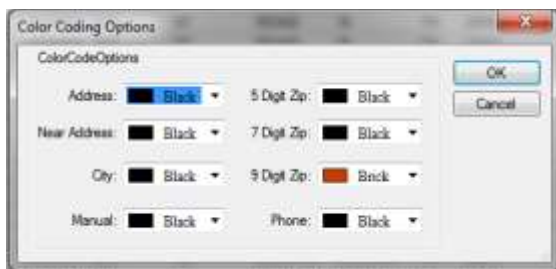 Color Coding Options
ColorCodeOptions
Address: Black 5 Digit Zip: Black
Near Address: Black 7 Digit Zip: Black
City: Black 9 Digit Zip: Brick
Manual: Black Phone: Black
OK
Cancel